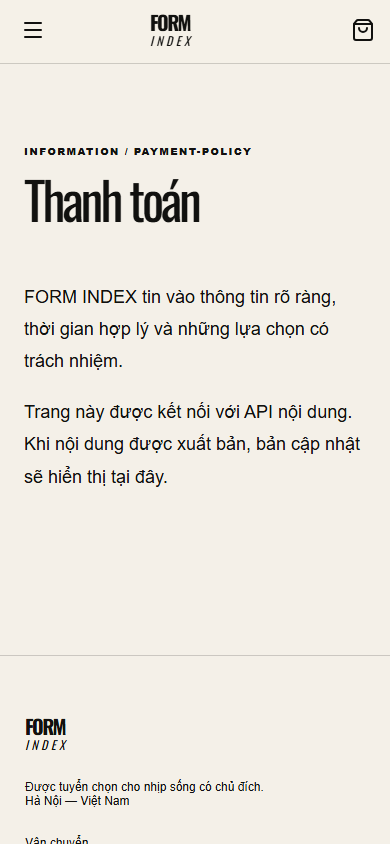 FORM
INDEX
INFORMATION / PAYMENT-POLICY
Thanh toán
FORM INDEX tin vào thông tin rõ ràng,
thời gian hợp lý và những lựa chọn có
trách nhiệm.
Trang này được kết nối với API nội dung.
Khi nội dung được xuất bản, bản cập nhật
sẽ hiển thị tại đây.
FORM
INDEX
Được tuyển chọn cho nhịp sống có chủ đích.
Hà Nội — Việt Nam
Vận chuyển